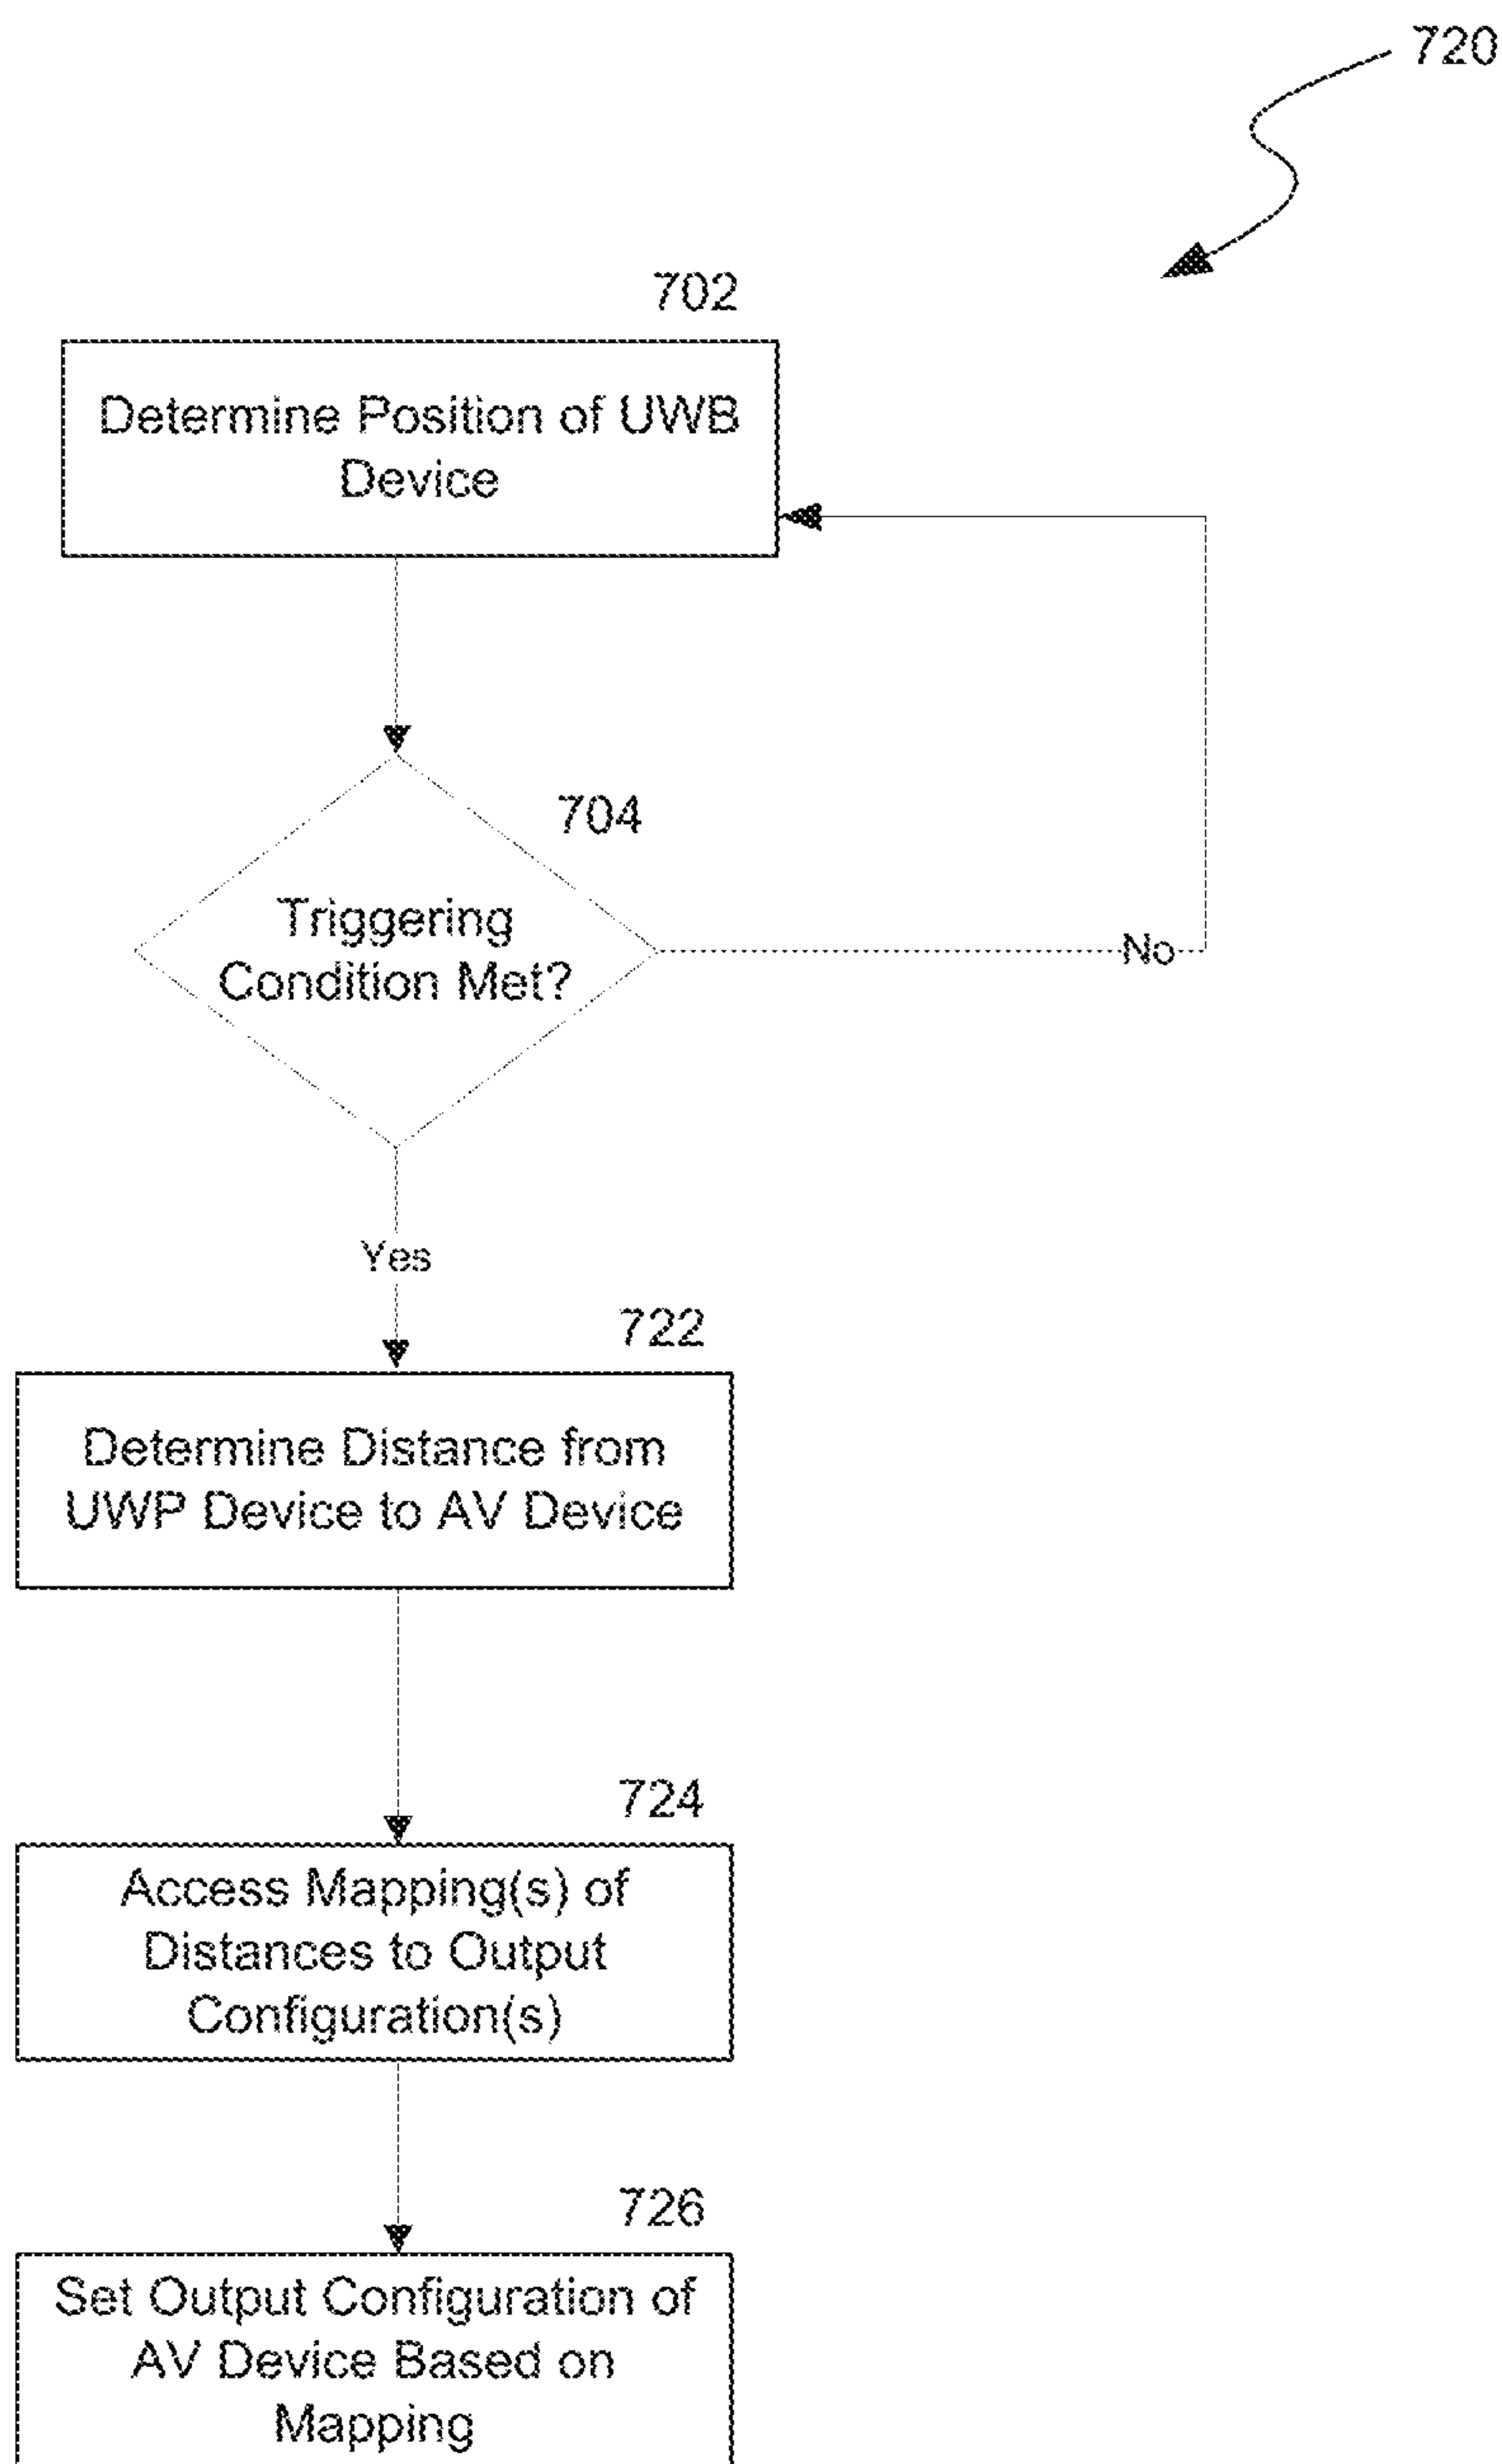 720
702
Determine Position of UWB
Device
704
Triggering
Condition Met?
No
Yes
722
Determine Distance from
UWP Device to AV Device
724
Access Mapping(s) of
Distances to Output
Configuration(s)
726
Set Output Configuration of
AV Device Based on
Mapping